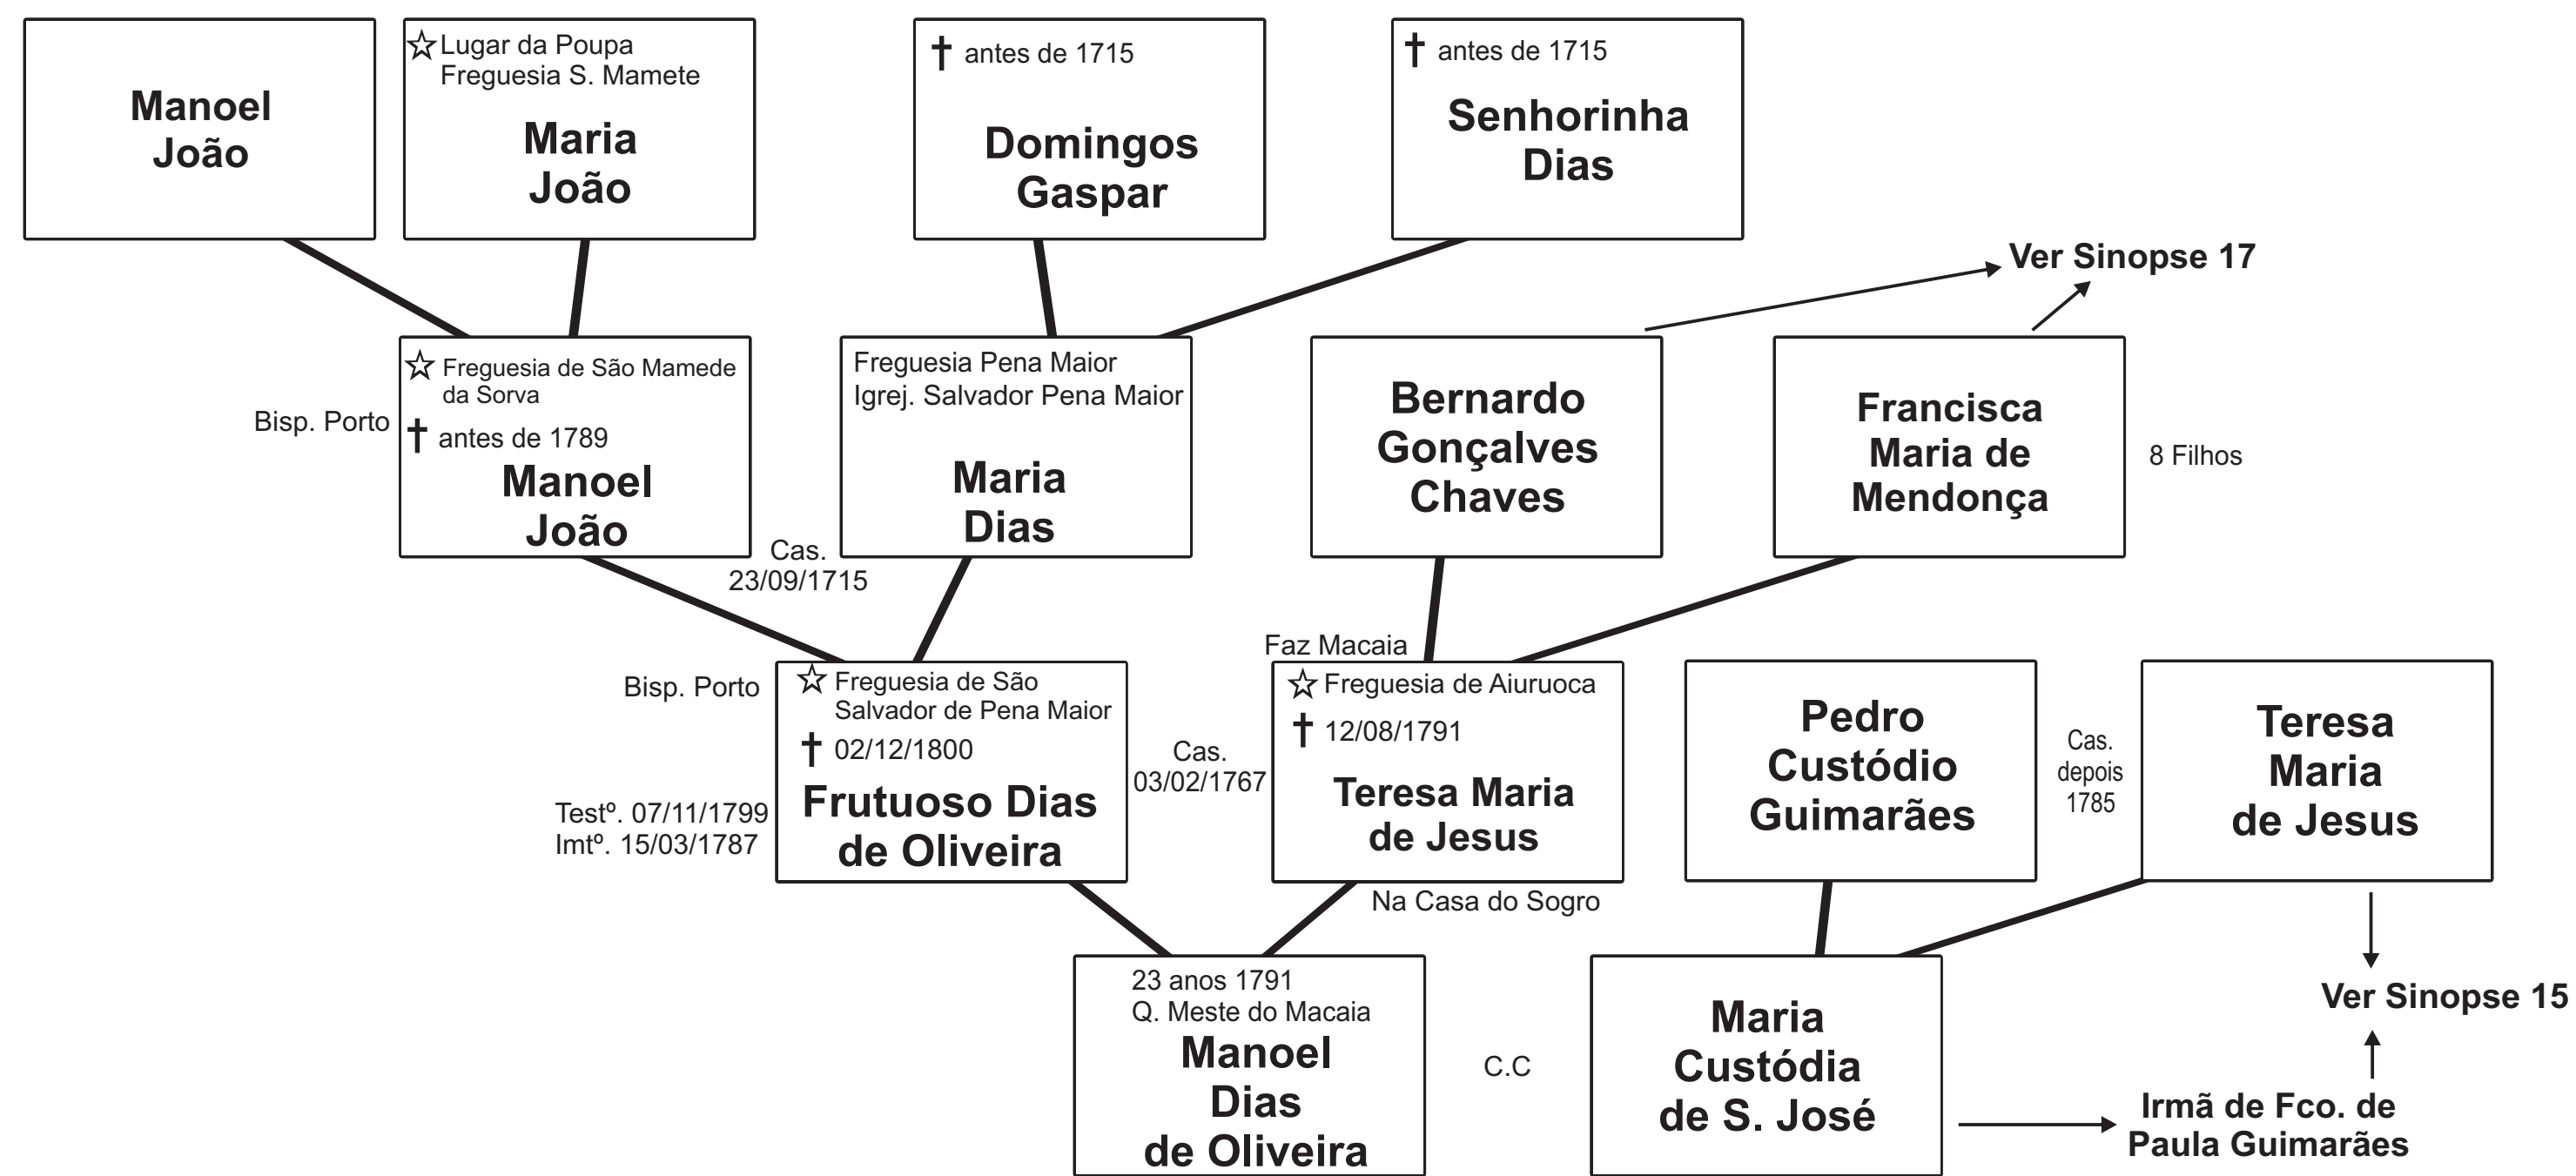 Manoel
João
☆ Lugar da Poupa
Freguesia S. Mamete
Maria
João
† antes de 1715
Domingos
Gaspar
† antes de 1715
Senhorinha
Dias
Ver Sinopse 17
Bisp. Porto
☆ Freguesia de São Mamede
da Sorva
† antes de 1789
Manoel
João
Cas.
23/09/1715
Freguesia Pena Maior
Igrej. Salvador Pena Maior
Maria
Dias
Bernardo
Gonçalves
Chaves
Francisca
Maria de
Mendonça
8 Filhos
Bisp. Porto
☆ Freguesia de São
Salvador de Pena Maior
† 02/12/1800
Frutuoso Dias
de Oliveira
Testº. 07/11/1799
Imtº. 15/03/1787
Cas.
03/02/1767
Faz Macaia
☆ Freguesia de Aiuruoca
† 12/08/1791
Teresa Maria
de Jesus
Na Casa do Sogro
Pedro
Custódio
Guimarães
Cas.
depois
1785
Teresa
Maria
de Jesus
Ver Sinopse 15
23 anos 1791
Q. Meste do Macaia
Manoel
Dias
de Oliveira
C.C
Maria
Custódia
de S. José
Irmã de Fco. de
Paula Guimarães